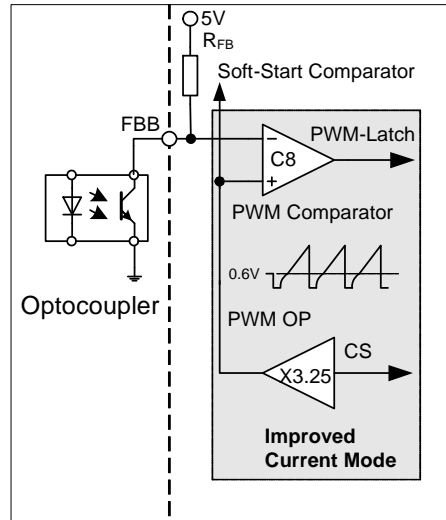 5V
RFB
Soft-Start Comparator
FBB
PWM-Latch
C8
PWM Comparator
0.6V
Optocoupler
PWM OP
CS
X3.25
Improved
Current Mode